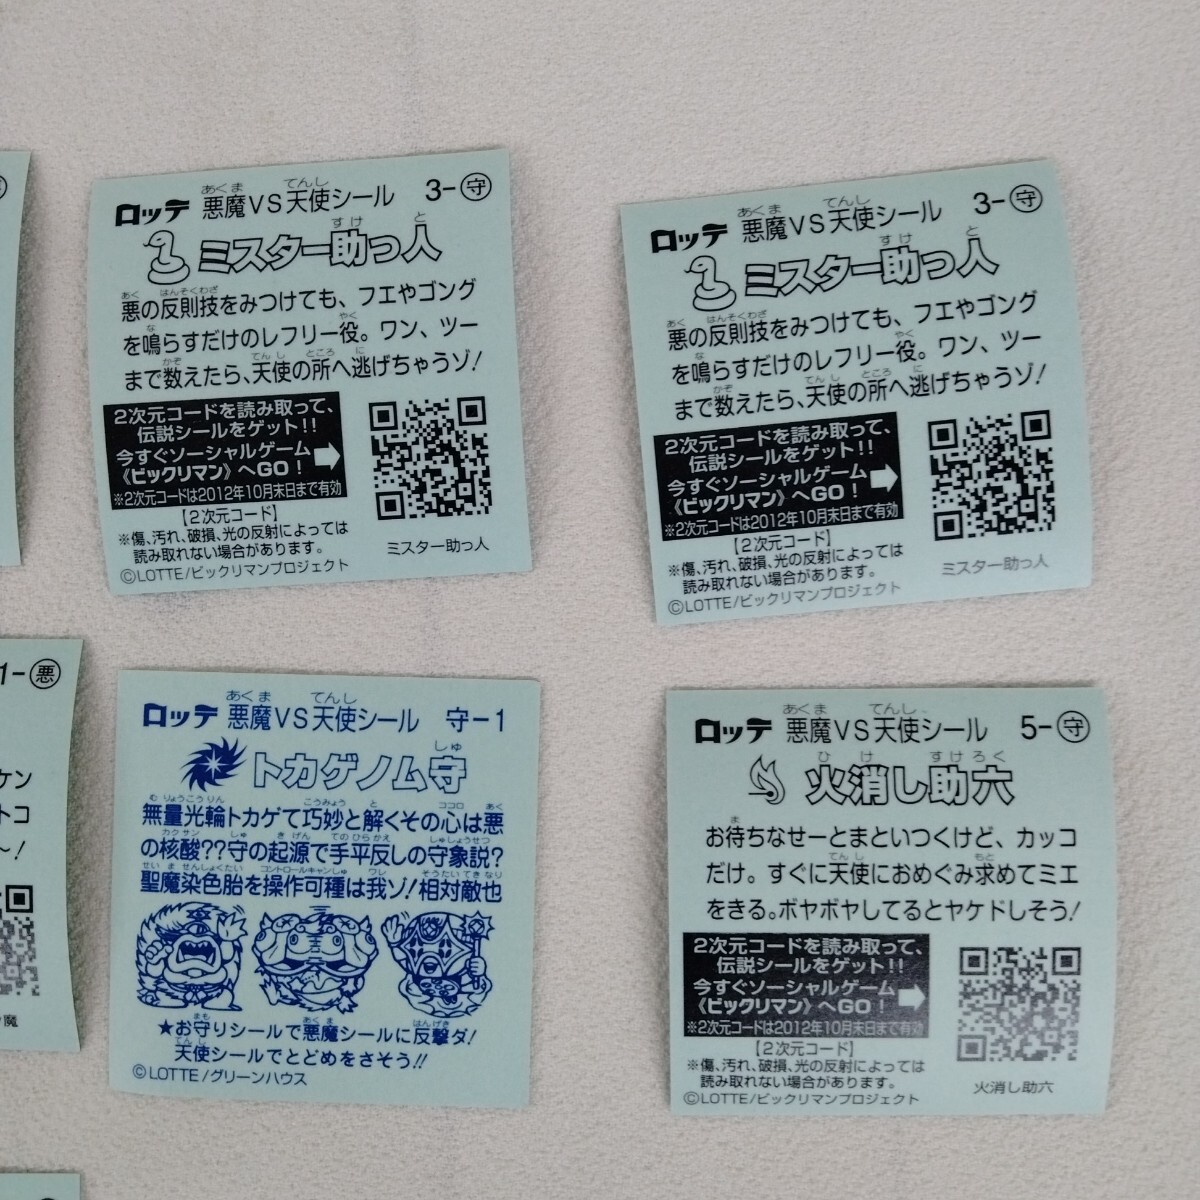 ロッテ 悪魔VS天使シール 3-守
ミスター助っ人
悪の反則技をみつけても、フエやゴング
を鳴らすだけのレフリー役。ワン、ツー
まで数えたら、天使の所へ逃げちゃうゾ!
2次元コードを読み取って、
伝説シールをゲット!!
今すぐソーシャルゲーム
《ビックリマン》へGO!
※2次元コードは2012年10月末日まで有効
【2次元コード】
※傷、汚れ、破損、光の反射によっては
読み取れない場合があります。
ミスター助っ人
©LOTTE/ビックリマンプロジェクト
ロッテ 悪魔VS天使シール 3-守
ミスター助っ人
悪の反則技をみつけても、フエやゴング
を鳴らすだけのレフリー役。ワン、ツー
まで数えたら、天使の所へ逃げちゃうゾ!
2次元コードを読み取って、
伝説シールをゲット!!
今すぐソーシャルゲーム
《ビックリマン》へGO!
※2次元コードは2012年10月末日まで有効
【2次元コード】
※傷、汚れ、破損、光の反射によっては
読み取れない場合があります。
ミスター助っ人
©LOTTE/ビックリマンプロジェクト
1-悪
ケン
トコ
〜!
魔
ロッテ 悪魔VS天使シール 守-1
トカゲノム守
無量光輪トカゲて巧妙と解くその心は悪
の核酸??守の起源で手平反しの守象説?
聖魔染色胎を操作可種は我ゾ!相対敵也
★お守りシールで悪魔シールに反撃ダ!
天使シールでとどめをさそう!!
©LOTTE/グリーンハウス
ロッテ 悪魔VS天使シール 5-守
火消し助六
お待ちなせーとまといつくけど、カッコ
だけ。すぐに天使におめぐみ求めてミエ
をきる。ボヤボヤしてるとヤケドしそう!
2次元コードを読み取って、
伝説シールをゲット!!
今すぐソーシャルゲーム
《ビックリマン》へGO!
※2次元コードは2012年10月末日まで有効
【2次元コード】
※傷、汚れ、破損、光の反射によっては
読み取れない場合があります。
火消し助六
©LOTTE/ビックリマンプロジェクト